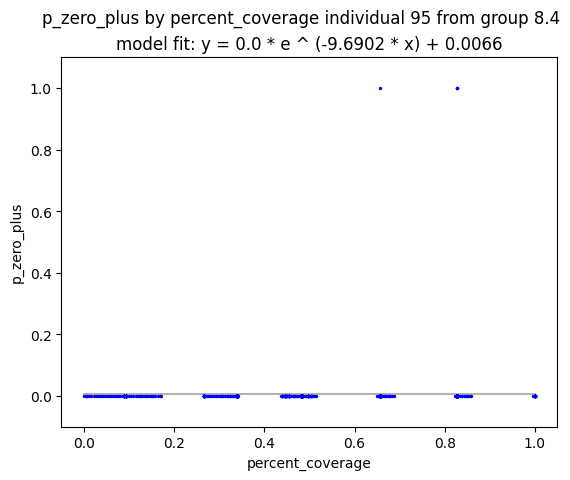 p_zero_plus by percent_coverage individual 95 from group 8.4
model fit: y = 0.0 * e ^ (-9.6902 * x) + 0.0066
1.0
0.8
0.6
0.4
0.2
0.0
p_zero_plus
0.0 0.2 0.4 0.6 0.8 1.0
percent_coverage